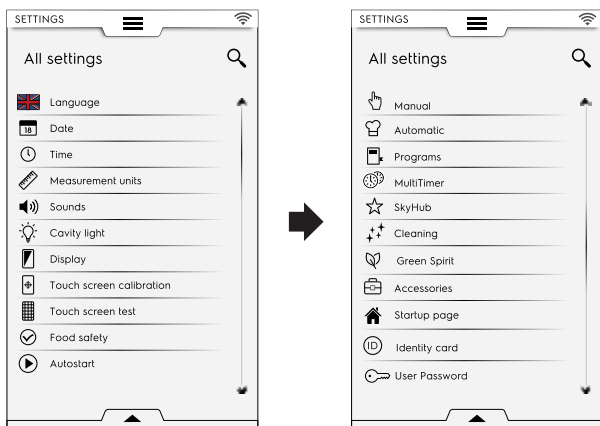 SETTINGS
All settings
Language
18
Date
Time
Measurement units
Sounds
Cavity light
Display
Touch screen calibration
Touch screen test
Food safety
Autostart
SETTINGS
All settings
Manual
Automatic
Programs
MultiTimer
SkyHub
Cleaning
Green Spirit
Accessories
Startup page
ID
Identity card
User Password